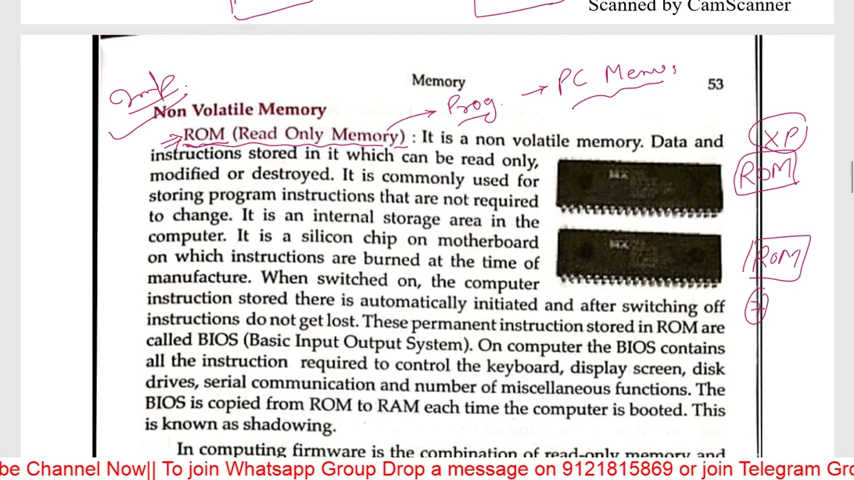 Scanned by CamScanner
Memory
53
Imp.
Prog. → PC Memory
Non Volatile Memory
ROM (Read Only Memory) : It is a non volatile memory. Data and
instructions stored in it which can be read only,
modified or destroyed. It is commonly used for
storing program instructions that are not required
to change. It is an internal storage area in the
computer. It is a silicon chip on motherboard
on which instructions are burned at the time of
manufacture. When switched on, the computer
instruction stored there is automatically initiated and after switching off
instructions do not get lost. These permanent instruction stored in ROM are
called BIOS (Basic Input Output System). On computer the BIOS contains
all the instruction required to control the keyboard, display screen, disk
drives, serial communication and number of miscellaneous functions. The
BIOS is copied from ROM to RAM each time the computer is booted. This
is known as shadowing.
In computing firmware is the combination of read-only memory and
XP
ROM
ROM
7
be Channel Now|| To join Whatsapp Group Drop a message on 9121815869 or join Telegram Gro